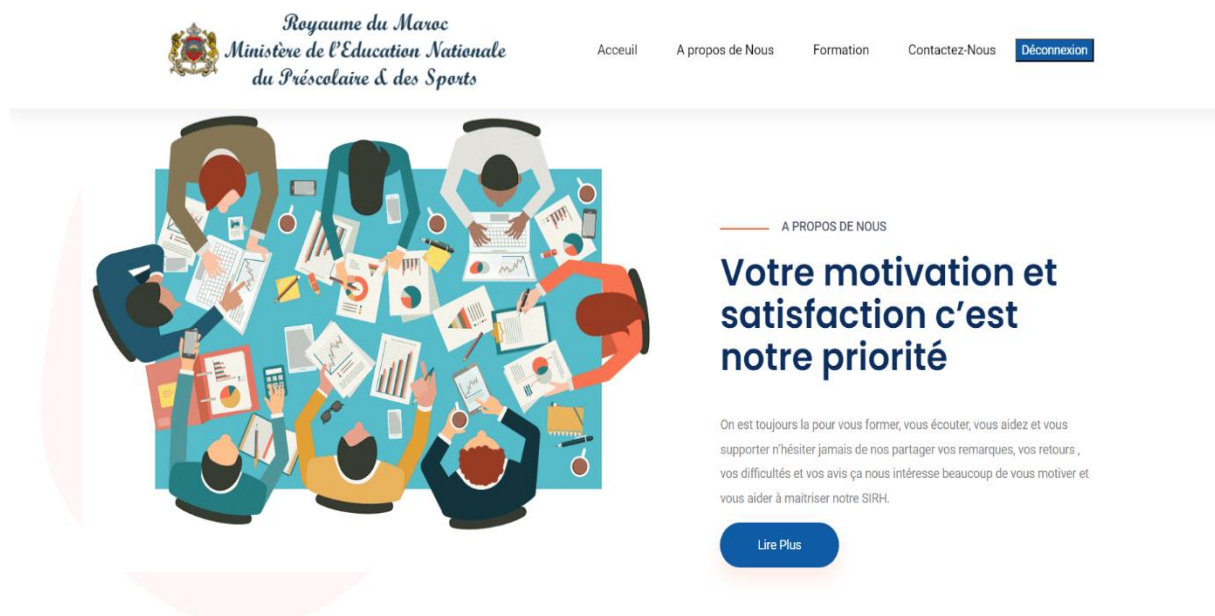 Royaume du Maroc
Ministère de l'Education Nationale
du Préscolaire & des Sports
Acceuil
A propos de Nous
Formation
Contactez-Nous
Déconnexion
A PROPOS DE NOUS
Votre motivation et
satisfaction c'est
notre priorité
On est toujours la pour vous former, vous écouter, vous aidez et vous
supporter n'hésiter jamais de nos partager vos remarques, vos retours ,
vos difficultés et vos avis ça nous intéresse beaucoup de vous motiver et
vous aider à maitriser notre SIRH.
Lire Plus